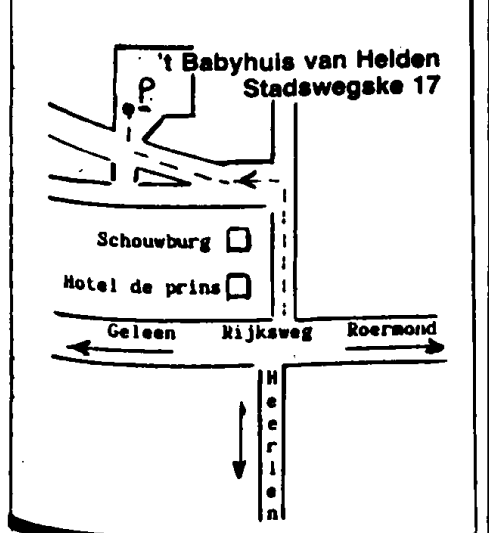 't Babyhuis van Helden
Stadswegske 17
P
Schouwburg
Hotel de prins
Geleen Rijksweg Roermond
Heerlen